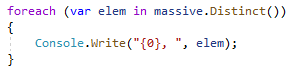 foreach (var elem in massive.Distinct())
{
    Console.Write("{0}, ", elem);
}